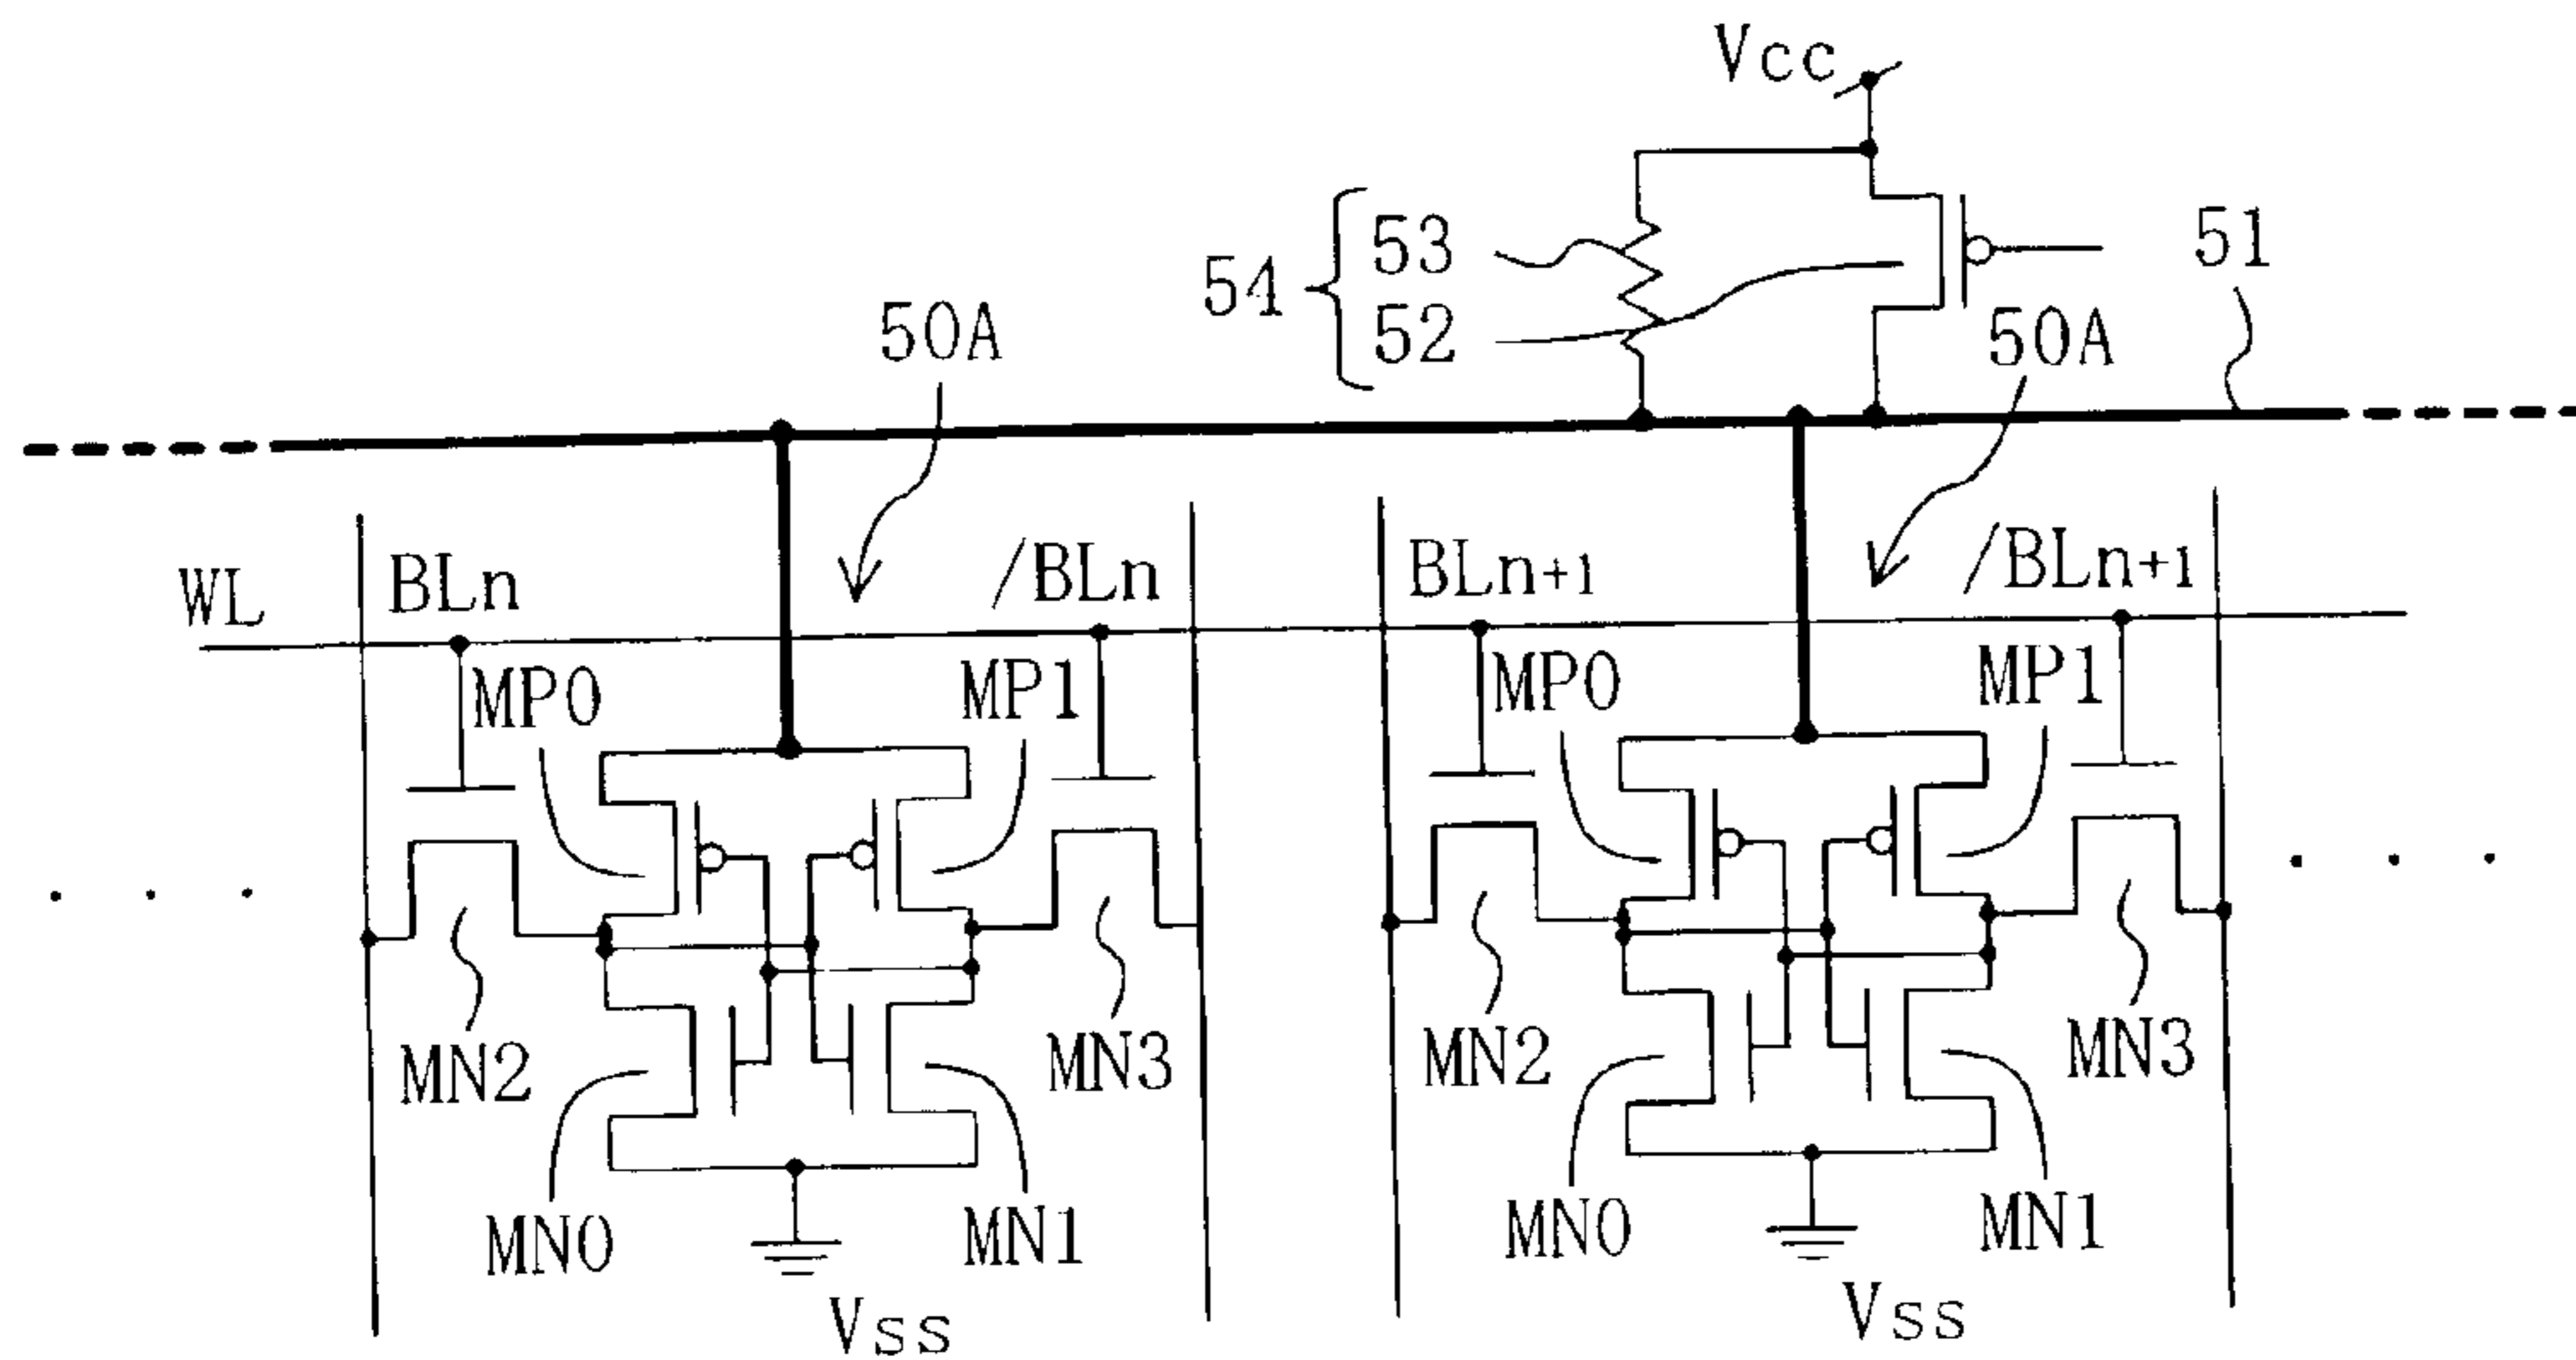 Vcc
54 { 53
52
51
50A
50A
WL
BLn
/BLn
BLn+1
/BLn+1
MP0
MP1
MP0
MP1
MN2
MN3
MN2
MN3
MN0
MN1
MN0
MN1
Vss
Vss